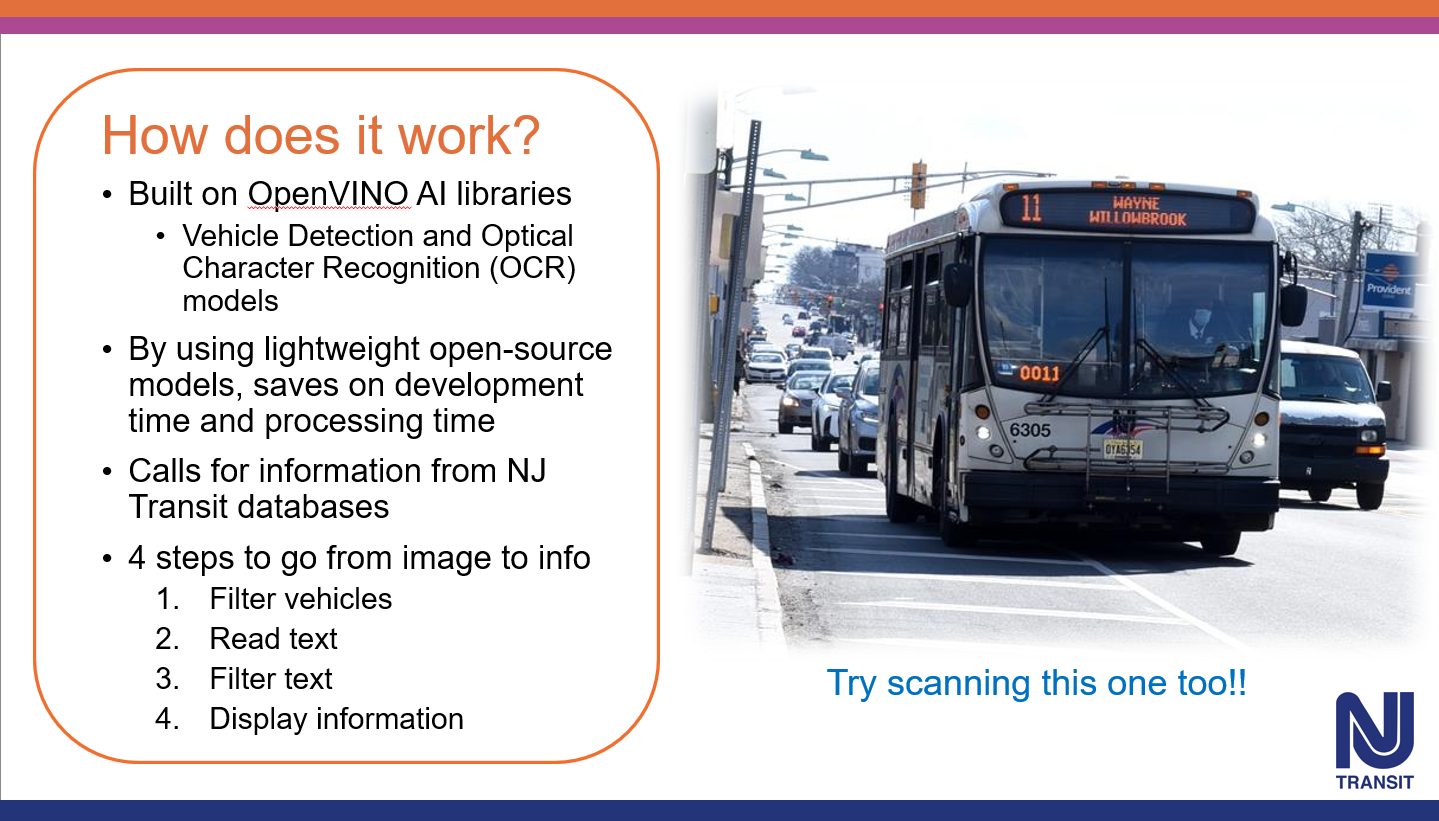 How does it work?
• Built on OpenVINO AI libraries
• Vehicle Detection and Optical
Character Recognition (OCR)
models
• By using lightweight open-source
models, saves on development
time and processing time
• Calls for information from NJ
Transit databases
• 4 steps to go from image to info
1. Filter vehicles
2. Read text
3. Filter text
4. Display information
11 WAYNE
WILLOWBROOK
Provident
0011
6305
Try scanning this one too!!
NJ
TRANSIT